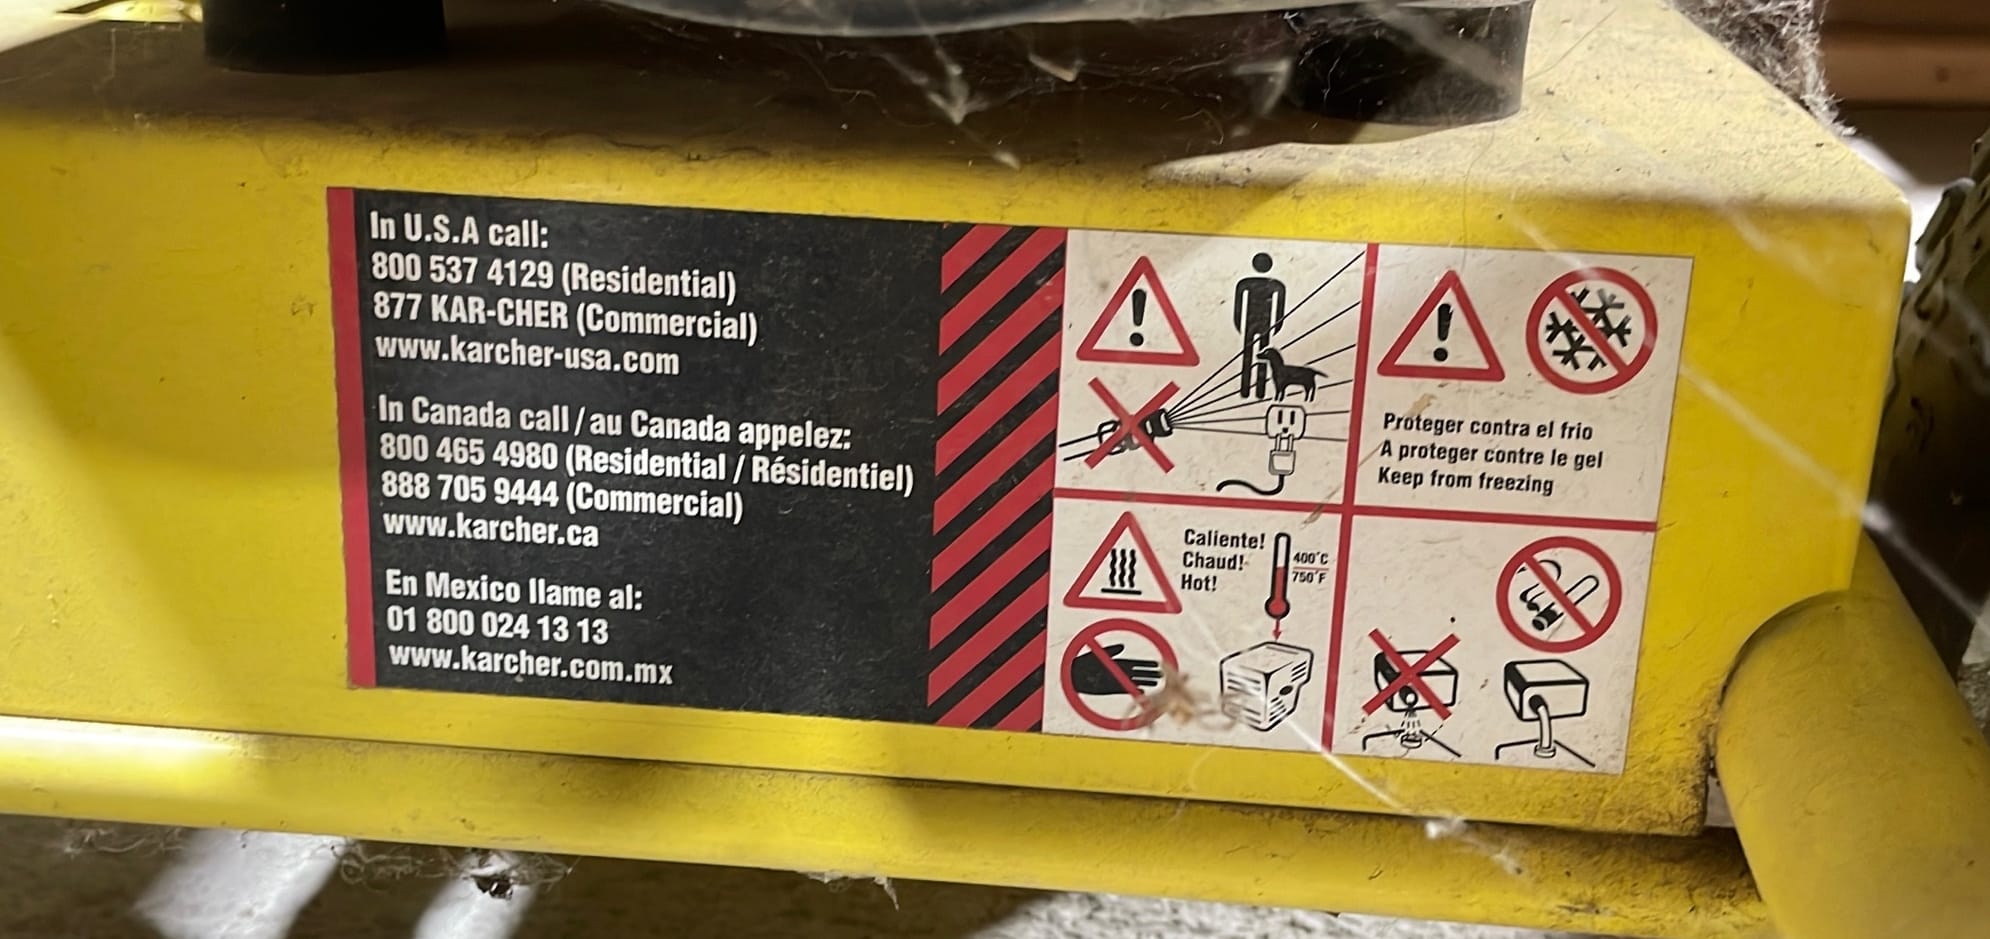 In U.S.A call:
800 537 4129 (Residential)
877 KAR-CHER (Commercial)
www.karcher-usa.com
In Canada call / au Canada appelez:
800 465 4980 (Residential / Résidentiel)
888 705 9444 (Commercial)
www.karcher.ca
En Mexico llame al:
01 800 024 13 13
www.karcher.com.mx
Proteger contra el frio
A proteger contre le gel
Keep from freezing
Caliente!
Chaud!
Hot!
400°C
750°F